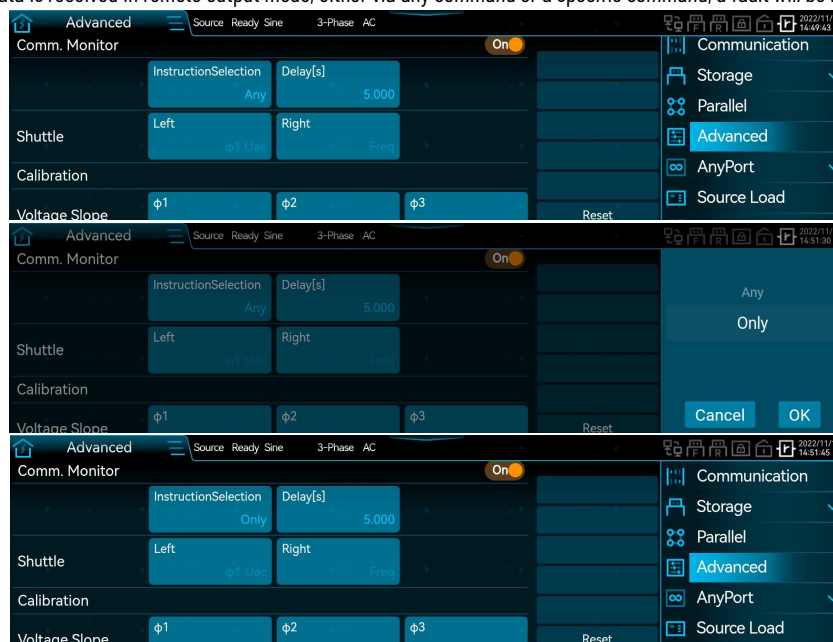 data is received in remote output mode, either via any command or a specific command, a fault will be
Advanced Source Ready Sine 3-Phase AC 2022/11/ 14:49:43
Comm. Monitor On Communication
InstructionSelection Delay[s] Storage
Any 5.000
Parallel
Left Right
Shuttle Advanced
φ1 Uac Freq
Calibration AnyPort
φ1 φ2 φ3 Source Load
Voltage Slope Reset
Advanced Source Ready Sine 3-Phase AC 2022/11/ 14:51:30
Comm. Monitor On
InstructionSelection Delay[s]
Any 5.000 Any
Left Right Only
Shuttle
φ1 Uac Freq
Calibration
φ1 φ2 φ3 Cancel OK
Voltage Slope Reset
Advanced Source Ready Sine 3-Phase AC 2022/11/ 14:51:45
Comm. Monitor On Communication
InstructionSelection Delay[s] Storage
Only 5.000
Parallel
Left Right
Shuttle Advanced
φ1 Uac Freq
Calibration AnyPort
φ1 φ2 φ3 Source Load
Voltage Slope Reset